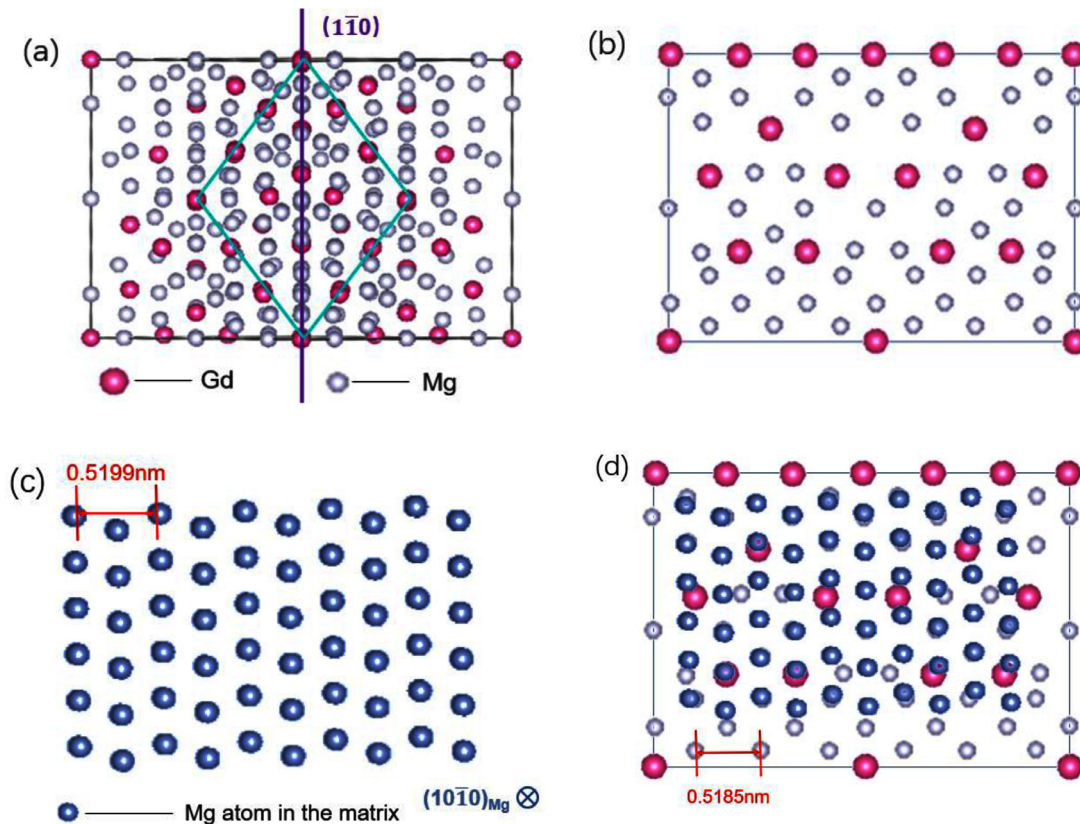 (a)
(11̄0)
(b)
Gd
Mg
(c)
0.5199nm
(d)
0.5185nm
Mg atom in the matrix
(101̄0)Mg ⊗